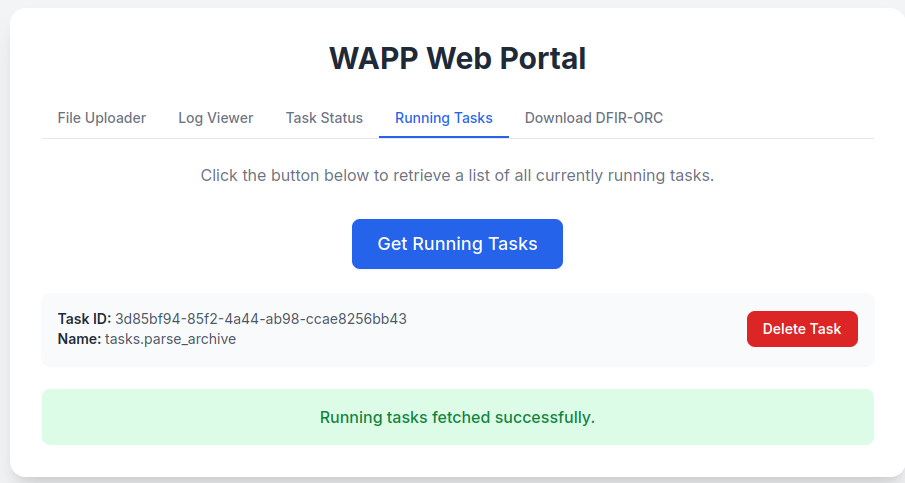 WAPP Web Portal
File Uploader Log Viewer Task Status Running Tasks Download DFIR-ORC
Click the button below to retrieve a list of all currently running tasks.
Get Running Tasks
Task ID: 3d85bf94-85f2-4a44-ab98-ccae8256bb43
Name: tasks.parse_archive
Delete Task
Running tasks fetched successfully.